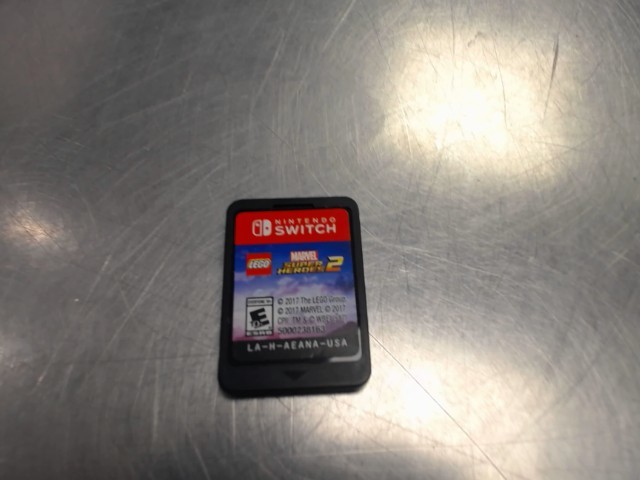 NINTENDO
SWITCH
LEGO
MARVEL
SUPER
HEROES 2
E
ESRB
© 2017 The LEGO Group.
© 2017 MARVEL © 2017
LA-H-AEANA-USA